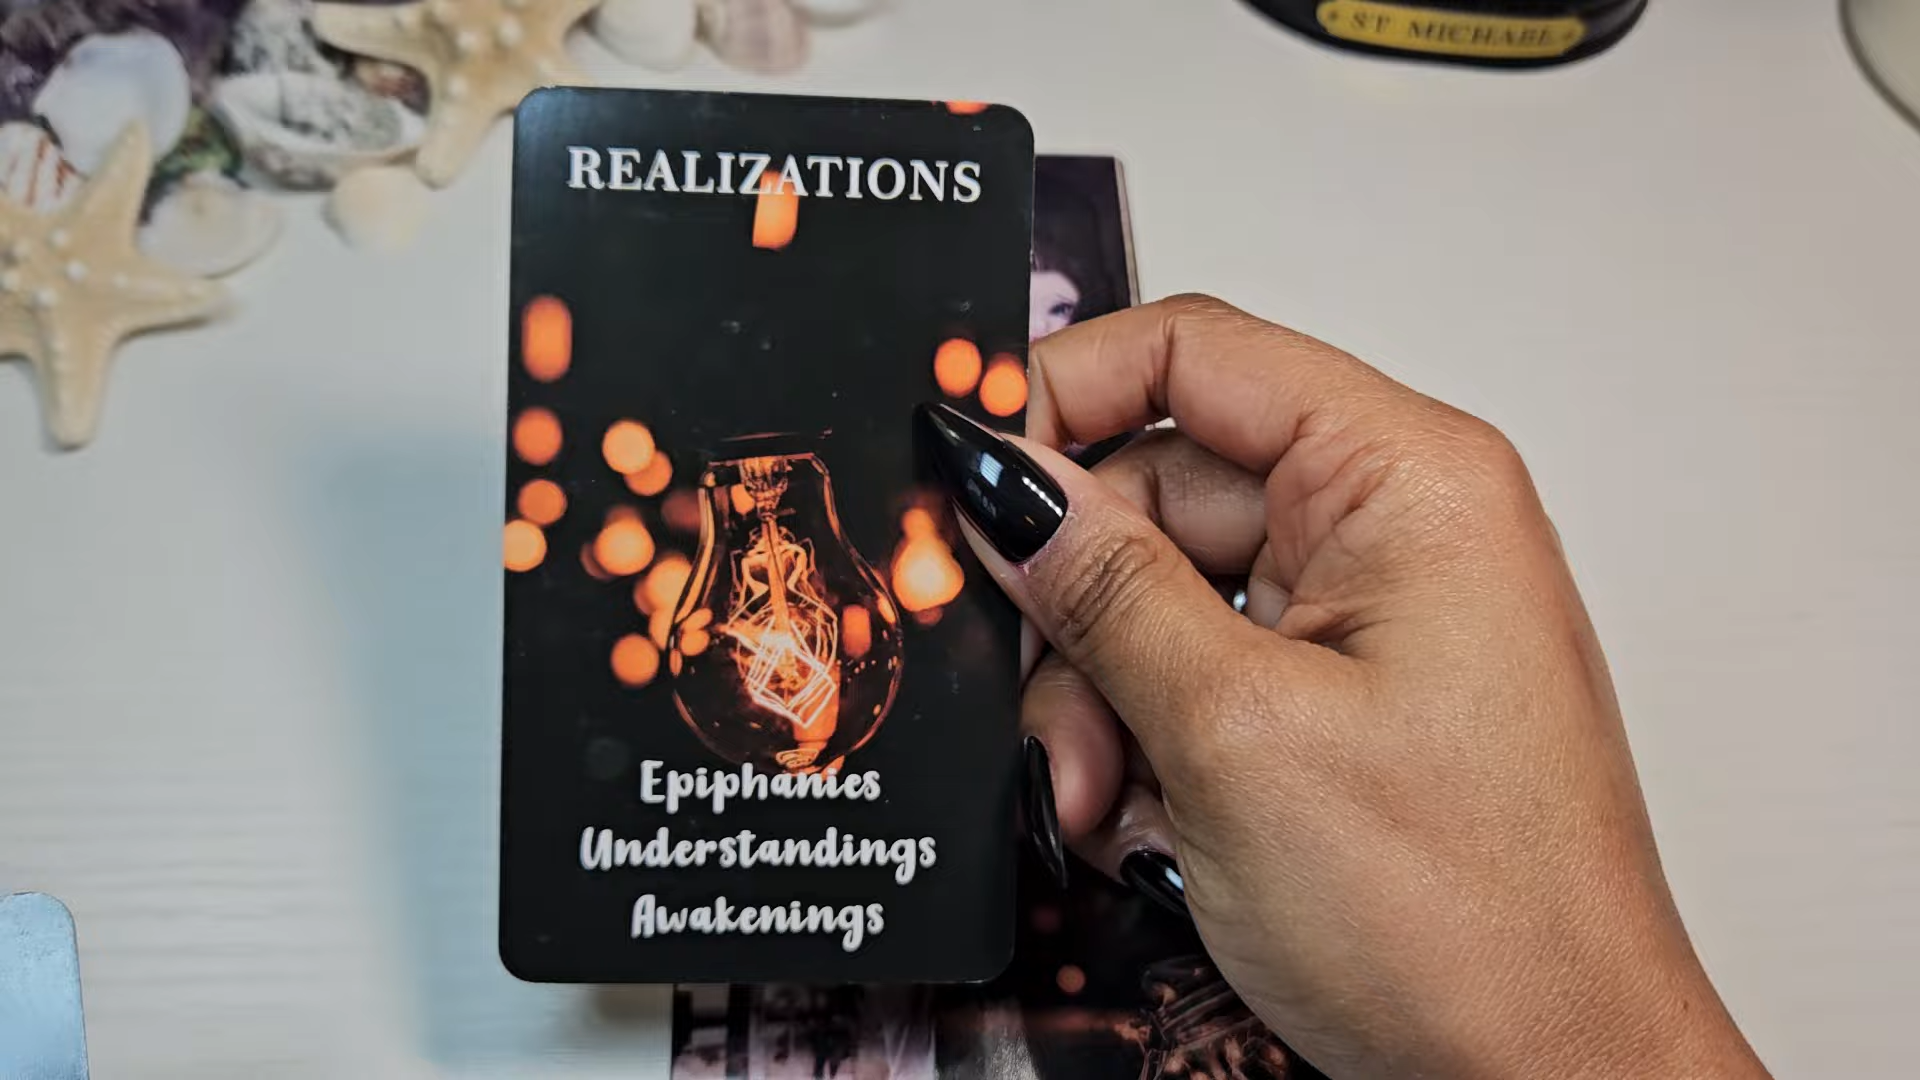 ST MICHAEL
REALIZATIONS
Epiphanies
Understandings
Awakenings